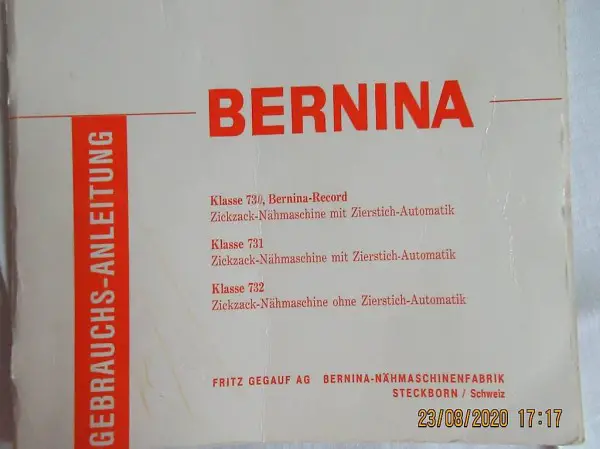 BERNINA
GEBRAUCHS-ANLEITUNG
Klasse 730, Bernina-Record
Zickzack-Nähmaschine mit Zierstich-Automatik
Klasse 731
Zickzack-Nähmaschine mit Zierstich-Automatik
Klasse 732
Zickzack-Nähmaschine ohne Zierstich-Automatik
FRITZ GEGAUF AG BERNINA-NÄHMASCHINENFABRIK
STECKBORN / Schweiz
23/08/2020 17:17